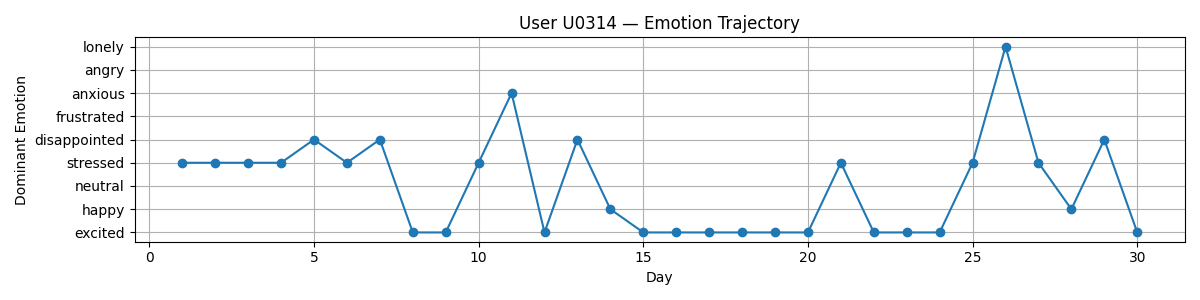 User U0314 — Emotion Trajectory
Dominant Emotion
lonely
angry
anxious
frustrated
disappointed
stressed
neutral
happy
excited
0 5 10 15 20 25 30
Day